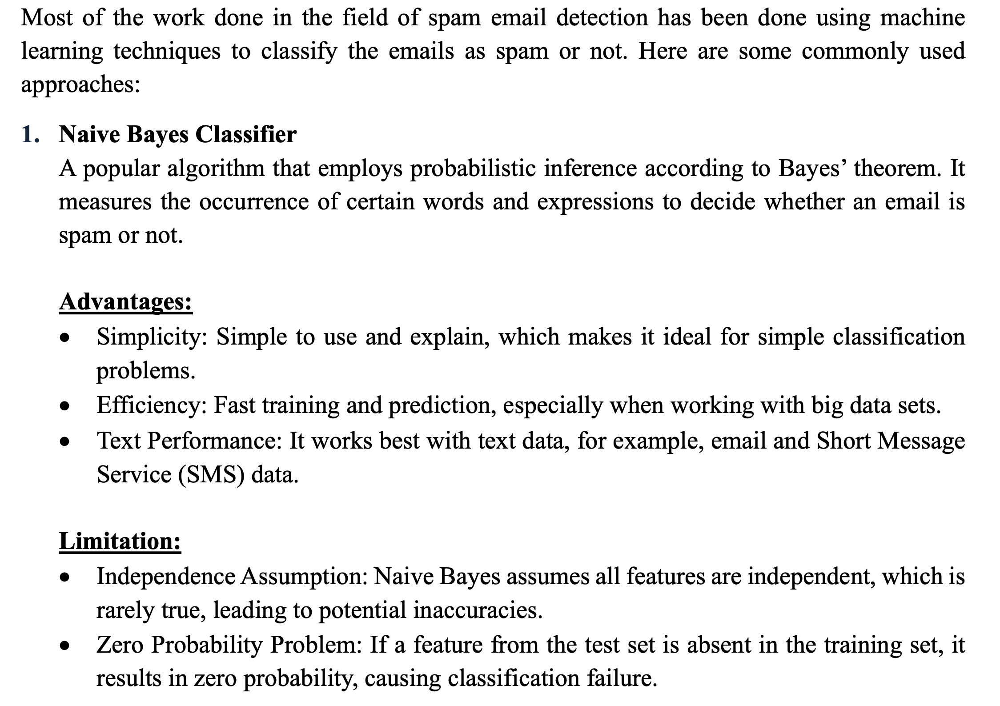 Most of the work done in the field of spam email detection has been done using machine
learning techniques to classify the emails as spam or not. Here are some commonly used
approaches:
1. Naive Bayes Classifier
A popular algorithm that employs probabilistic inference according to Bayes’ theorem. It
measures the occurrence of certain words and expressions to decide whether an email is
spam or not.
Advantages:
• Simplicity: Simple to use and explain, which makes it ideal for simple classification
problems.
• Efficiency: Fast training and prediction, especially when working with big data sets.
• Text Performance: It works best with text data, for example, email and Short Message
Service (SMS) data.
Limitation:
• Independence Assumption: Naive Bayes assumes all features are independent, which is
rarely true, leading to potential inaccuracies.
• Zero Probability Problem: If a feature from the test set is absent in the training set, it
results in zero probability, causing classification failure.